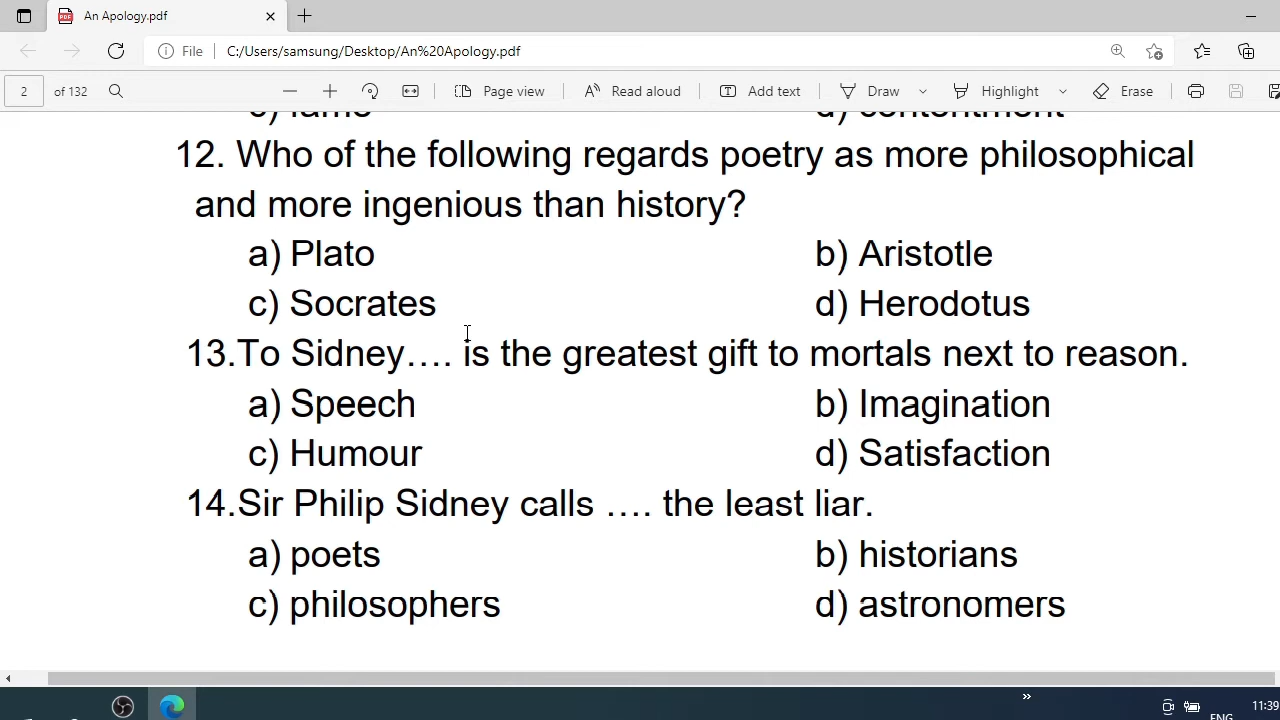 An Apology.pdf
File C:/Users/samsung/Desktop/An%20Apology.pdf
2 of 132 Page view Read aloud Add text Draw Highlight Erase
c) fame d) contentment
12. Who of the following regards poetry as more philosophical
and more ingenious than history?
a) Plato b) Aristotle
c) Socrates d) Herodotus
13.To Sidney…. is the greatest gift to mortals next to reason.
a) Speech b) Imagination
c) Humour d) Satisfaction
14.Sir Philip Sidney calls …. the least liar.
a) poets b) historians
c) philosophers d) astronomers
11:39
ENG